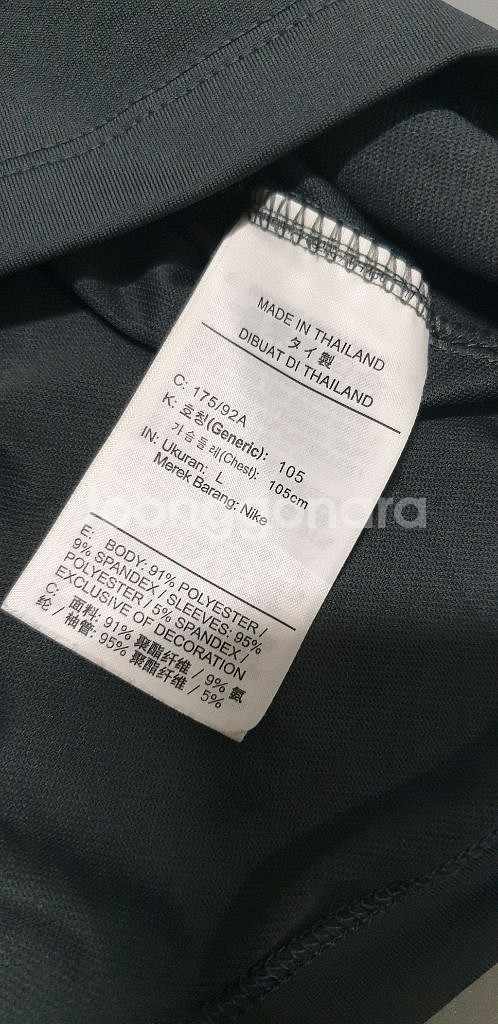 MADE IN THAILAND
タイ製
DIBUAT DI THAILAND
C: 175/92A
K: 호칭(Generic): 105
가슴둘레(Chest): 105cm
IN: Ukuran: L
Merek Barang: Nike
E: BODY: 91% POLYESTER /
9% SPANDEX / SLEEVES: 95%
POLYESTER / 5% SPANDEX /
EXCLUSIVE OF DECORATION
C: 面料: 91% 聚酯纤维 / 9% 氨
纶 / 袖管: 95% 聚酯纤维 / 5%